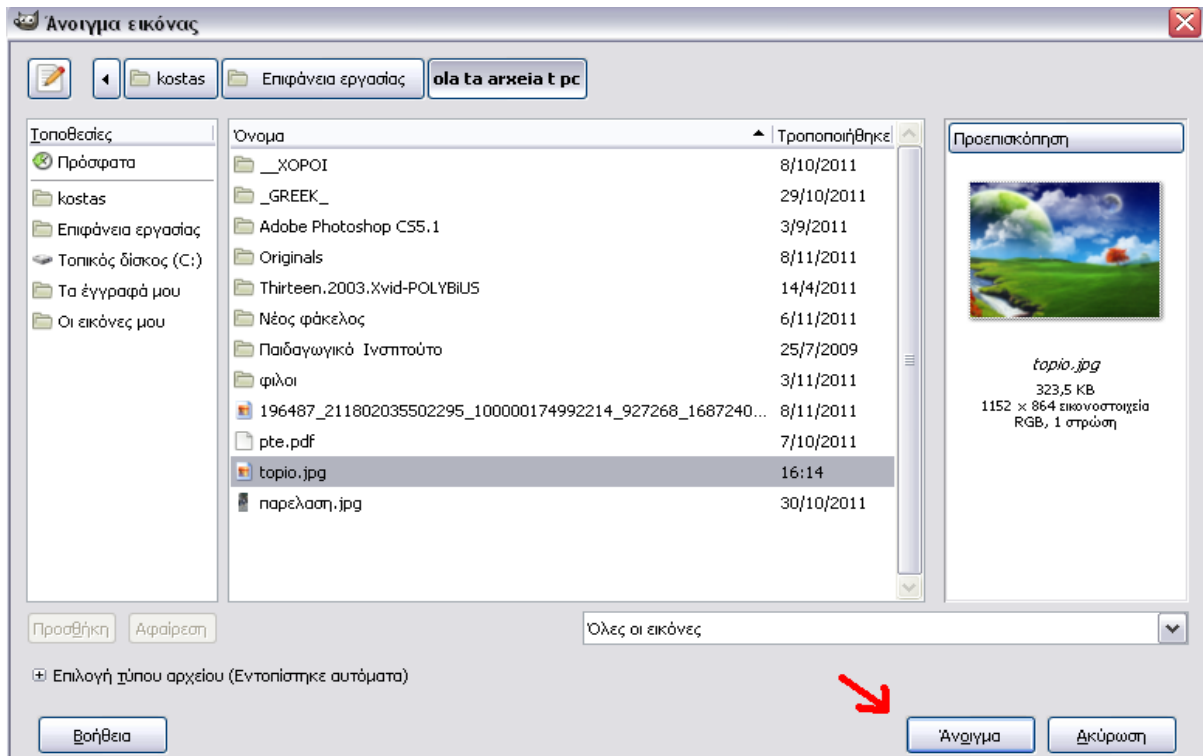 Άνοιγμα εικόνας
kostas Επιφάνεια εργασίας ola ta arxeia t pc
Τοποθεσίες
Πρόσφατα
kostas
Επιφάνεια εργασίας
Τοπικός δίσκος (C:)
Τα έγγραφά μου
Οι εικόνες μου
Όνομα Τροποποιήθηκε
__ΧΟΡΟΙ 8/10/2011
_GREEK_ 29/10/2011
Adobe Photoshop CS5.1 3/9/2011
Originals 8/11/2011
Thirteen.2003.Xvid-POLYBiUS 14/4/2011
Νέος φάκελος 6/11/2011
Παιδαγωγικό Ινστιτούτο 25/7/2009
φιλοι 3/11/2011
196487_211802035502295_100000174992214_927268_1687240... 8/11/2011
pte.pdf 7/10/2011
topio.jpg 16:14
παρελαση.jpg 30/10/2011
Προεπισκόπηση
topio.jpg
323,5 KB
1152 × 864 εικονοστοιχεία
RGB, 1 στρώση
Προσθήκη Αφαίρεση Όλες οι εικόνες
Επιλογή τύπου αρχείου (Εντοπίστηκε αυτόματα)
Βοήθεια Άνοιγμα Ακύρωση